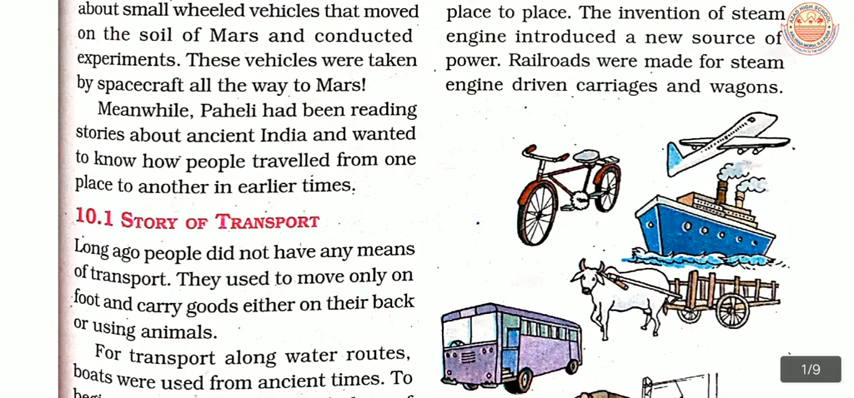 about small wheeled vehicles that moved
on the soil of Mars and conducted
experiments. These vehicles were taken
by spacecraft all the way to Mars!
Meanwhile, Paheli had been reading
stories about ancient India and wanted
to know how people travelled from one
place to another in earlier times.
10.1 STORY OF TRANSPORT
Long ago people did not have any means
of transport. They used to move only on
foot and carry goods either on their back
or using animals.
For transport along water routes,
boats were used from ancient times. To
place to place. The invention of steam
engine introduced a new source of
power. Railroads were made for steam
engine driven carriages and wagons.
AZAD HIGH SCHOOL
1/9